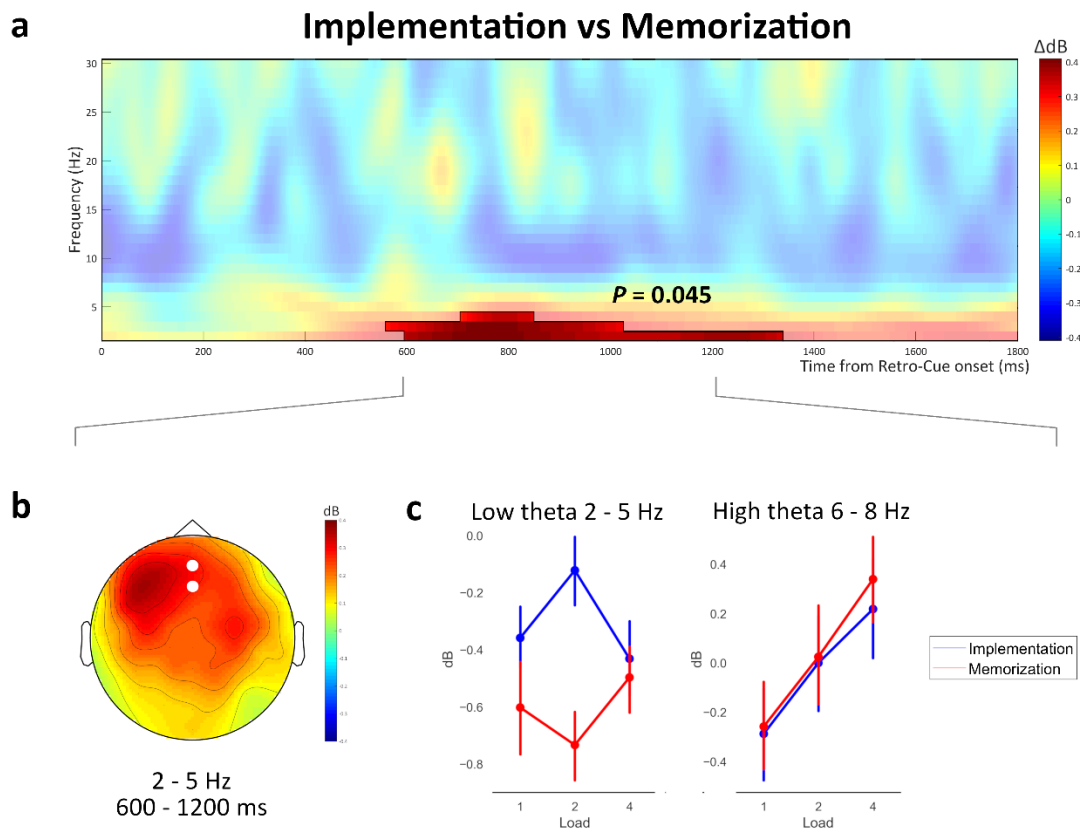 a
Implementation vs Memorization
ΔdB
30
25
20
15
10
5
Frequency (Hz)
P = 0.045
0 200 400 600 800 1000 1200 1400 1600 1800
Time from Retro-Cue onset (ms)
0.4
0.3
0.2
0.1
0
-0.1
-0.2
-0.3
-0.4
b
dB
2 - 5 Hz
600 - 1200 ms
c
Low theta 2 - 5 Hz
0.0
−0.2
−0.4
−0.6
−0.8
dB
1 2 4
Load
High theta 6 - 8 Hz
0.4
0.2
0.0
−0.2
−0.4
dB
1 2 4
Load
Implementation
Memorization